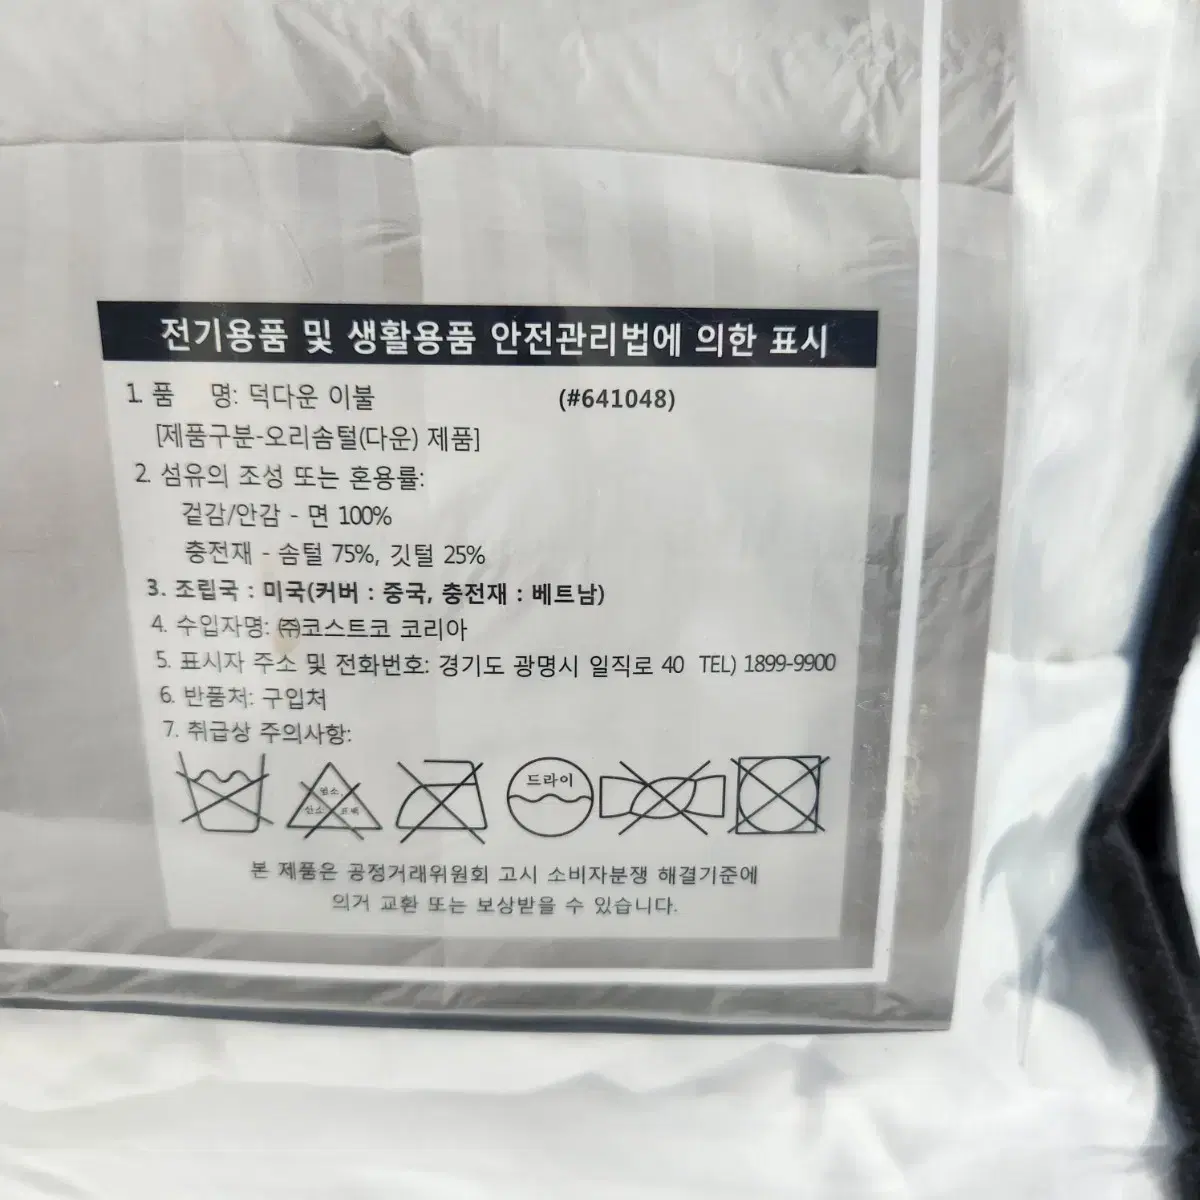 전기용품 및 생활용품 안전관리법에 의한 표시
1. 품 명: 덕다운 이불 (#641048)
[제품구분-오리솜털(다운) 제품]
2. 섬유의 조성 또는 혼용률:
겉감/안감 - 면 100%
충전재 - 솜털 75%, 깃털 25%
3. 조립국 : 미국(커버 : 중국, 충전재 : 베트남)
4. 수입자명: ㈜코스트코 코리아
5. 표시자 주소 및 전화번호: 경기도 광명시 일직로 40 TEL) 1899-9900
6. 반품처: 구입처
7. 취급상 주의사항:
염소,
산소 표백
드라이
본 제품은 공정거래위원회 고시 소비자분쟁 해결기준에
의거 교환 또는 보상받을 수 있습니다.